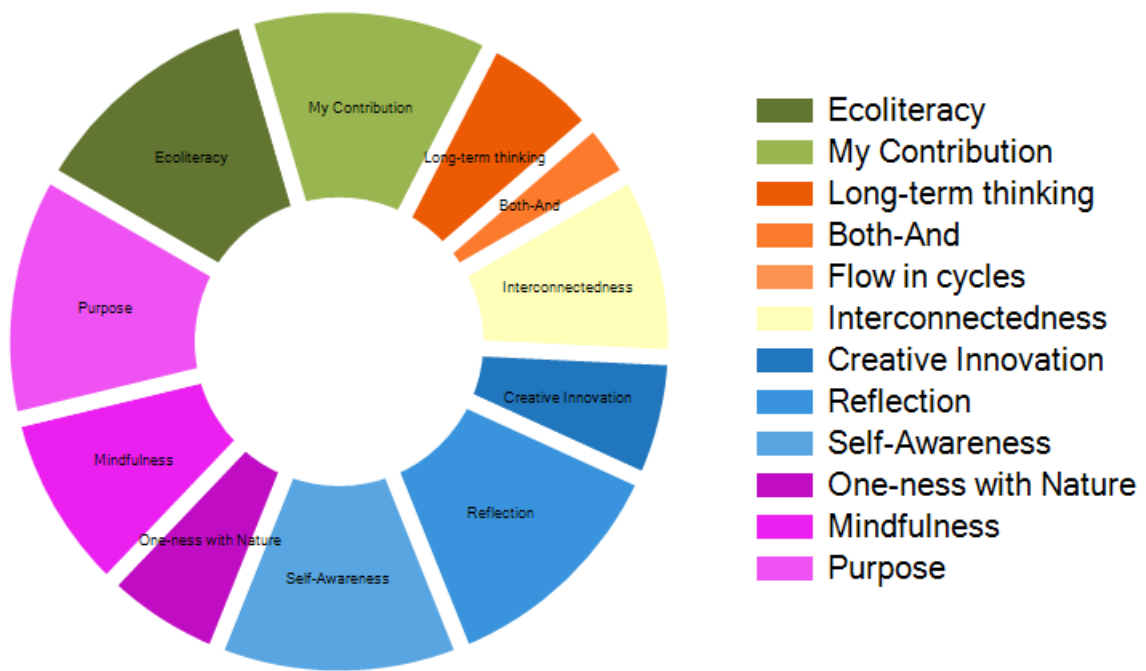 My Contribution
Ecoliteracy
Long-term thinking
Both-And
Interconnectedness
Purpose
Creative Innovation
Mindfulness
Reflection
One-ness with Nature
Self-Awareness
Ecoliteracy
My Contribution
Long-term thinking
Both-And
Flow in cycles
Interconnectedness
Creative Innovation
Reflection
Self-Awareness
One-ness with Nature
Mindfulness
Purpose